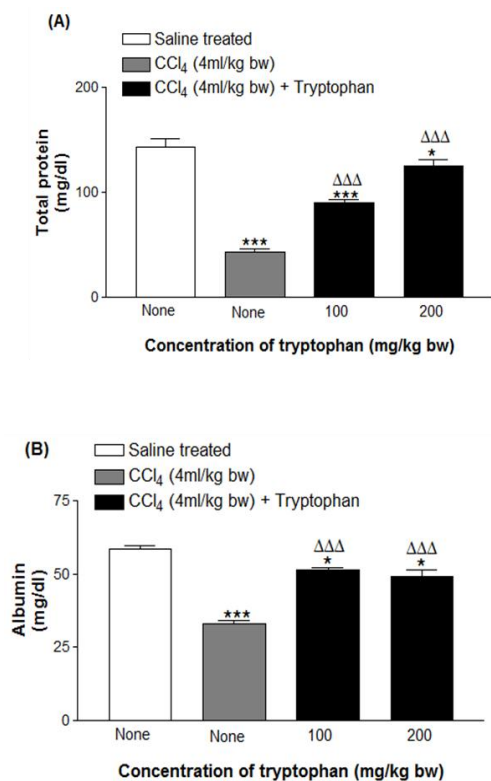 (A)
Saline treated
CCl₄ (4ml/kg bw)
CCl₄ (4ml/kg bw) + Tryptophan
Total protein
(mg/dl)
200
100
0
***
ΔΔΔ
***
ΔΔΔ
*
None None 100 200
Concentration of tryptophan (mg/kg bw)
(B)
Saline treated
CCl₄ (4ml/kg bw)
CCl₄ (4ml/kg bw) + Tryptophan
Albumin
(mg/dl)
75
50
25
0
***
ΔΔΔ
*
ΔΔΔ
*
None None 100 200
Concentration of tryptophan (mg/kg bw)